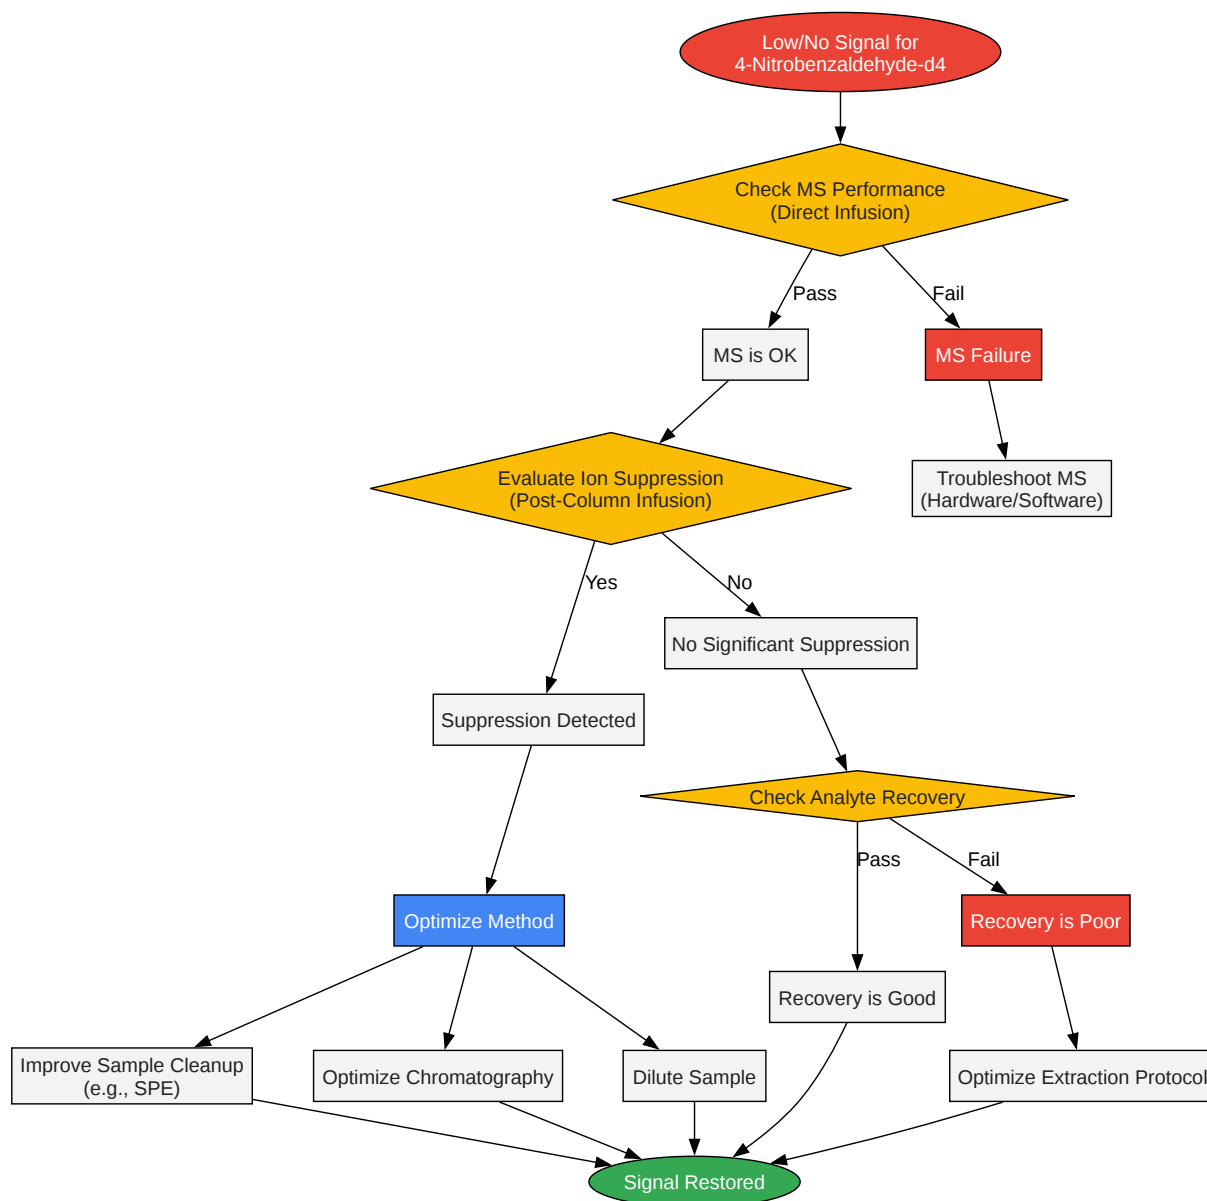 Low/No Signal for
4-Nitrobenzaldehyde-d4
Check MS Performance
(Direct Infusion)
Pass
Fail
MS is OK
MS Failure
Evaluate Ion Suppression
(Post-Column Infusion)
Troubleshoot MS
(Hardware/Software)
Yes
No
No Significant Suppression
Suppression Detected
Check Analyte Recovery
Pass
Fail
Optimize Method
Recovery is Poor
Recovery is Good
Improve Sample Cleanup
(e.g., SPE)
Optimize Chromatography
Dilute Sample
Optimize Extraction Protocol
Signal Restored